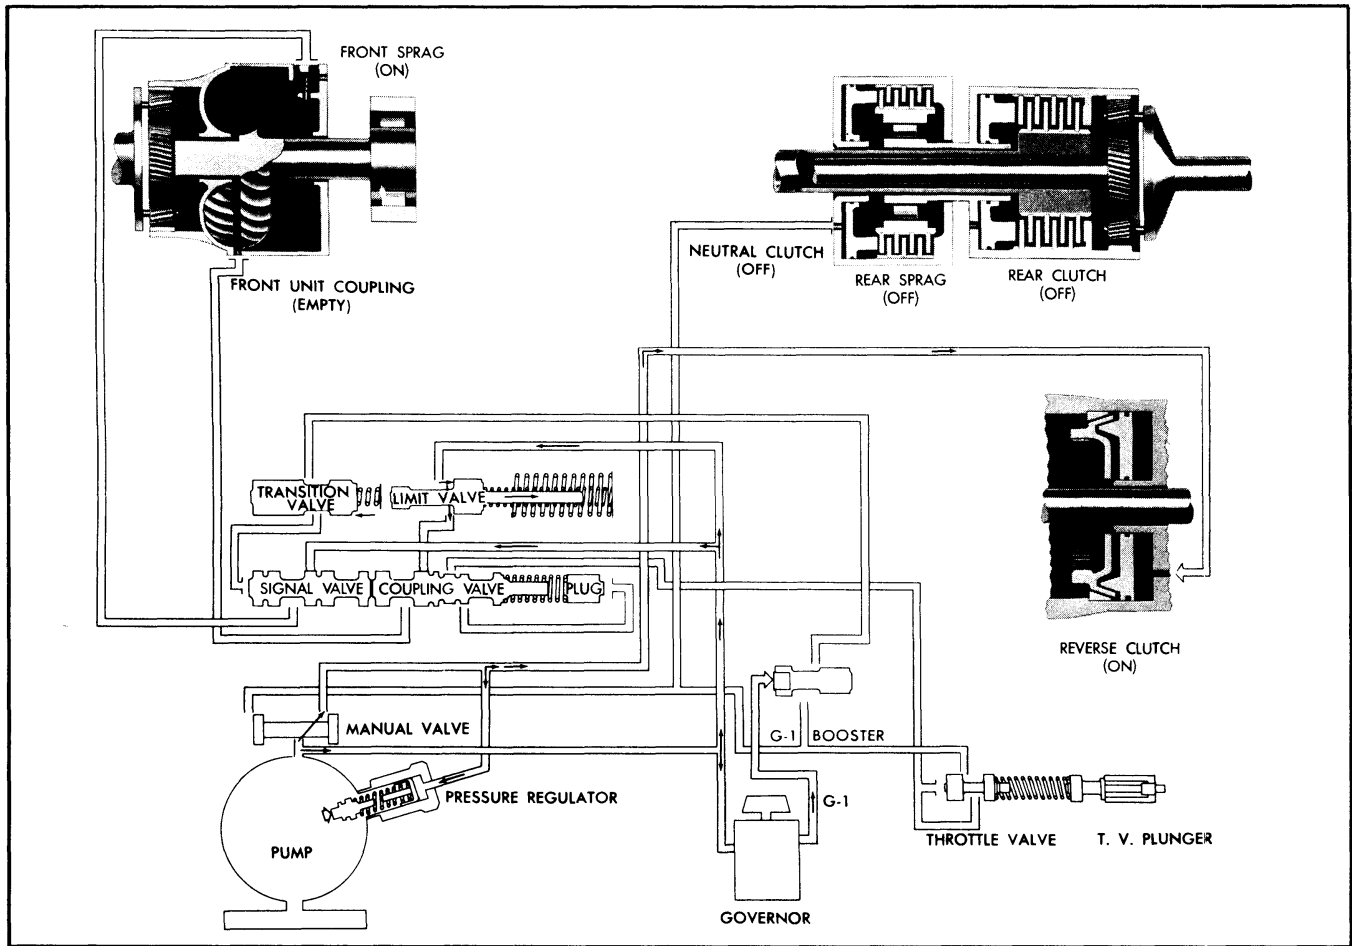 FRONT SPRAG
(ON)
FRONT UNIT COUPLING
(EMPTY)
NEUTRAL CLUTCH
(OFF)
REAR SPRAG
(OFF)
REAR CLUTCH
(OFF)
TRANSITION
VALVE
LIMIT VALVE
SIGNAL VALVE
COUPLING VALVE
PLUG
REVERSE CLUTCH
(ON)
MANUAL VALVE
G-1 BOOSTER
PRESSURE REGULATOR
G-1
PUMP
THROTTLE VALVE
T. V. PLUNGER
GOVERNOR